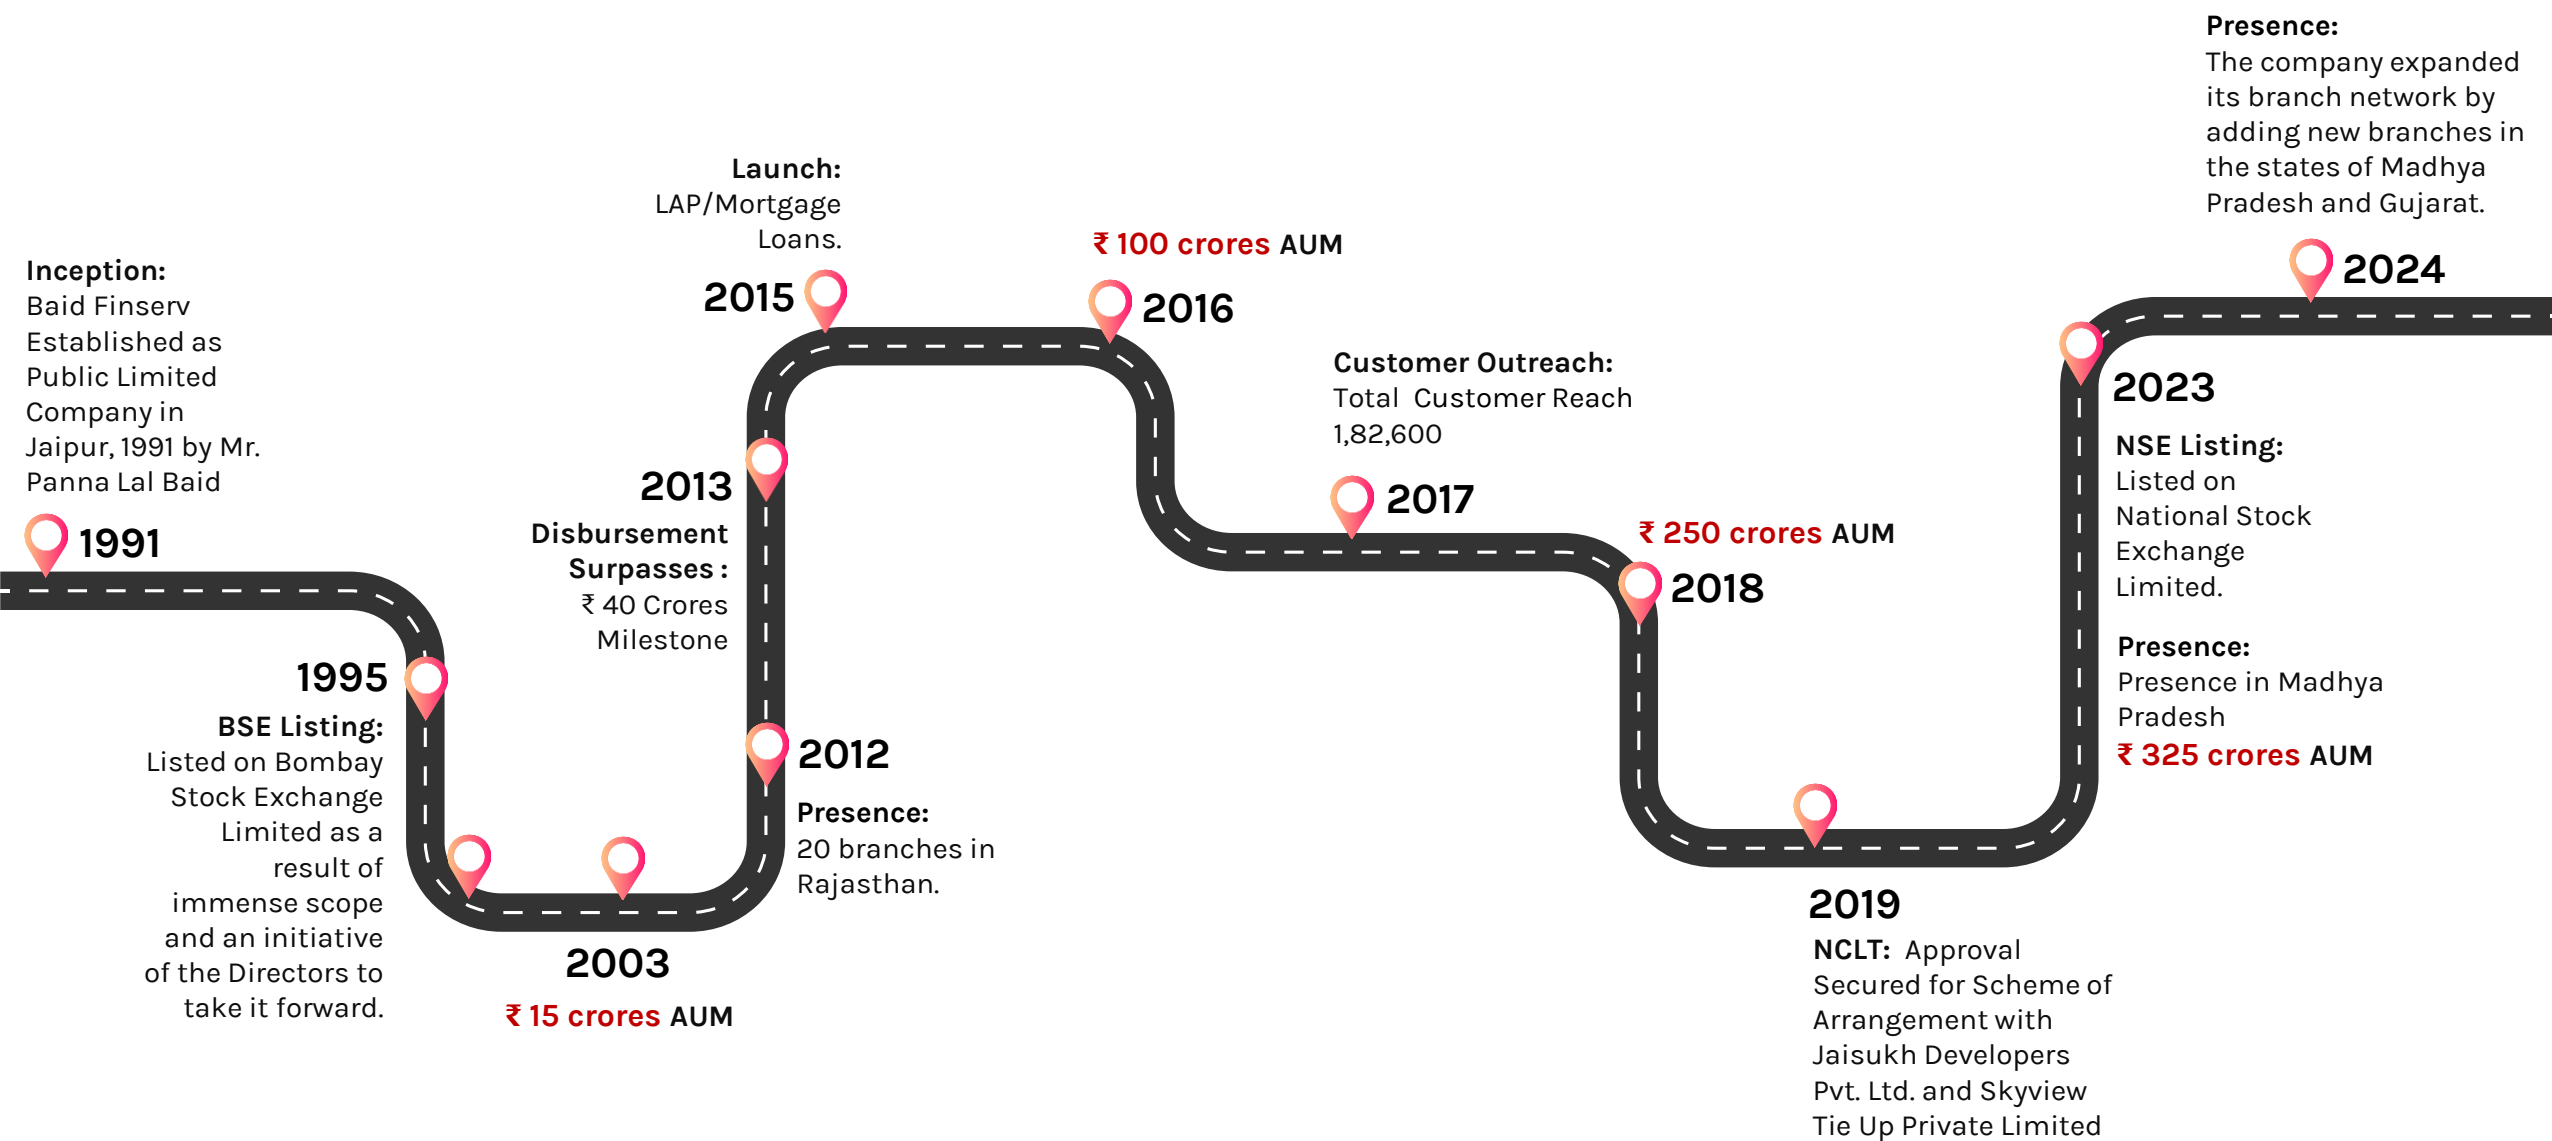 Inception:
Baid Finserv
Established as
Public Limited
Company in
Jaipur, 1991 by Mr.
Panna Lal Baid
1991
1995
BSE Listing:
Listed on Bombay
Stock Exchange
Limited as a
result of
immense scope
and an initiative
of the Directors to
take it forward.
2003
₹ 15 crores AUM
2012
Presence:
20 branches in
Rajasthan.
2013
Disbursement
Surpasses :
₹ 40 Crores
Milestone
Launch:
LAP/Mortgage
Loans.
2015
₹ 100 crores AUM
2016
Customer Outreach:
Total  Customer Reach
1,82,600
2017
₹ 250 crores AUM
2018
2019
NCLT:  Approval
Secured for Scheme of
Arrangement with
Jaisukh Developers
Pvt. Ltd. and Skyview
Tie Up Private Limited
2023
NSE Listing:
Listed on
National Stock
Exchange
Limited.
Presence:
Presence in Madhya
Pradesh
₹ 325 crores AUM
Presence:
The company expanded
its branch network by
adding new branches in
the states of Madhya
Pradesh and Gujarat.
2024